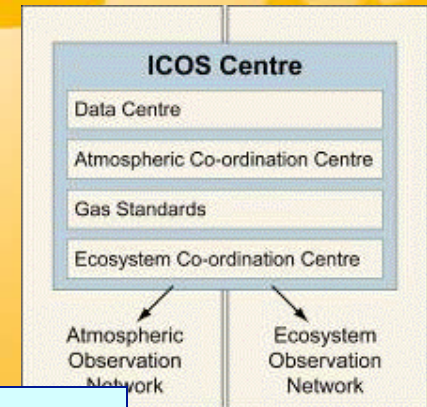 ICOS Centre
Data Centre
Atmospheric Co-ordination Centre
Gas Standards
Ecosystem Co-ordination Centre
Atmospheric
Observation
Network
Ecosystem
Observation
Network